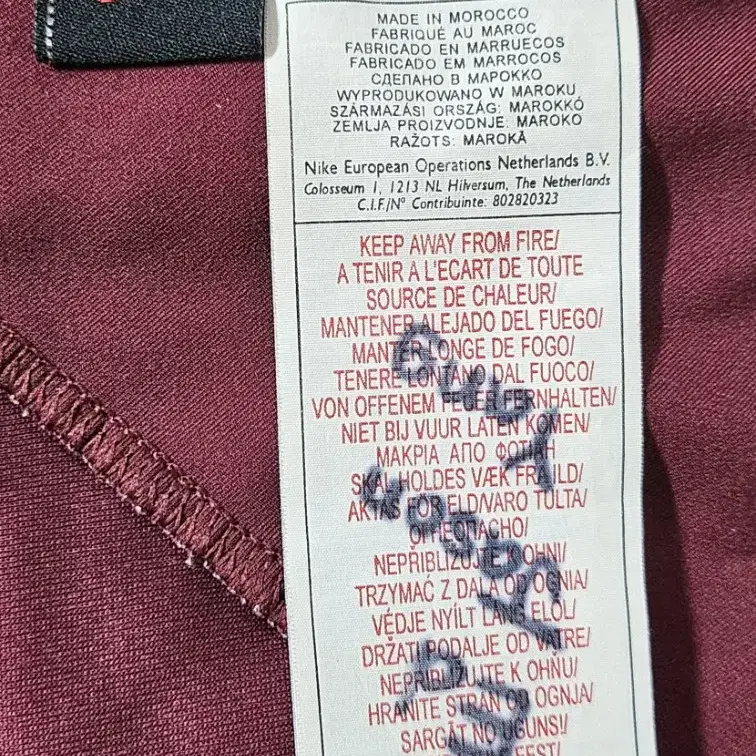 MADE IN MOROCCO
FABRIQUÉ AU MAROC
FABRICADO EN MARRUECOS
FABRICADO EM MARROCOS
СДЕЛАНО В МАРОККО
WYPRODUKOWANO W MAROKU
SZÁRMAZÁSI ORSZÁG: MAROKKÓ
ZEMLJA PROIZVODNJE: MAROKO
RAŽOTS: MAROKĀ
Nike European Operations Netherlands B.V.
Colosseum 1, 1213 NL Hilversum, The Netherlands
C.I.F./Nº Contribuinte: 802820323
KEEP AWAY FROM FIRE/
A TENIR A L'ECART DE TOUTE
SOURCE DE CHALEUR/
MANTENER ALEJADO DEL FUEGO/
MANTER LONGE DE FOGO/
TENERE LONTANO DAL FUOCO/
VON OFFENEM FEUER FERNHALTEN/
NIET BIJ VUUR LATEN KOMEN/
ΜΑΚΡΙΑ ΑΠΟ ΦΩΤΙΑ
SKAL HOLDES VÆK FRA ILD/
AKTAS FOR ELD/VARO TULTA/
ОГНЕОПАСНО/
NEPŘIBLIŽUJTE K OHNI/
TRZYMAĆ Z DALA OD OGNIA/
VÉDJE NYÍLT LÁNG ELŐL/
DRŽATI PODALJE OD VATRE/
NEPRIBLIŽUJTE K OHŇU/
HRANITE STRAN OD OGNJA/
SARGĀT NO UGUNS!/